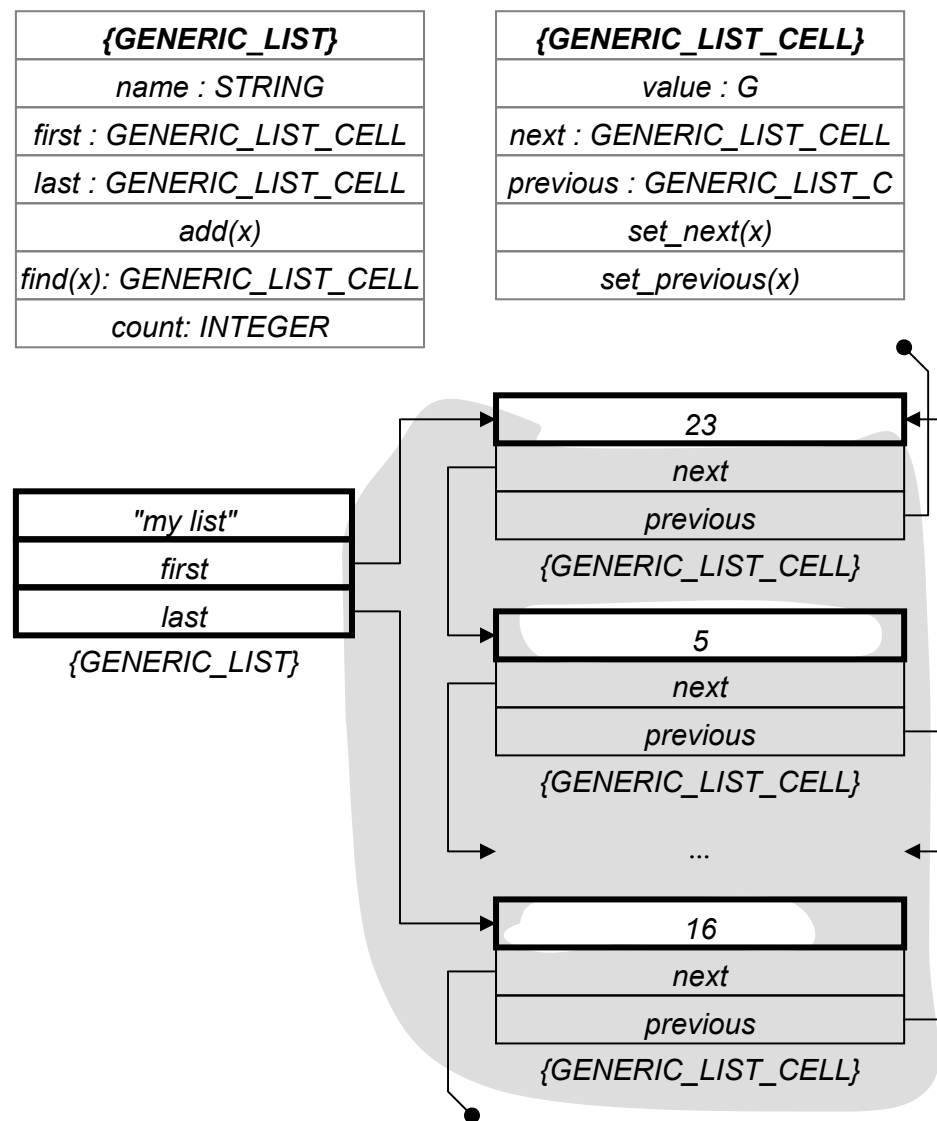 {GENERIC_LIST}
name : STRING
first : GENERIC_LIST_CELL
last : GENERIC_LIST_CELL
add(x)
find(x): GENERIC_LIST_CELL
count: INTEGER
{GENERIC_LIST_CELL}
value : G
next : GENERIC_LIST_CELL
previous : GENERIC_LIST_C
set_next(x)
set_previous(x)
"my list"
first
last
{GENERIC_LIST}
23
next
previous
{GENERIC_LIST_CELL}
5
next
previous
{GENERIC_LIST_CELL}
...
16
next
previous
{GENERIC_LIST_CELL}